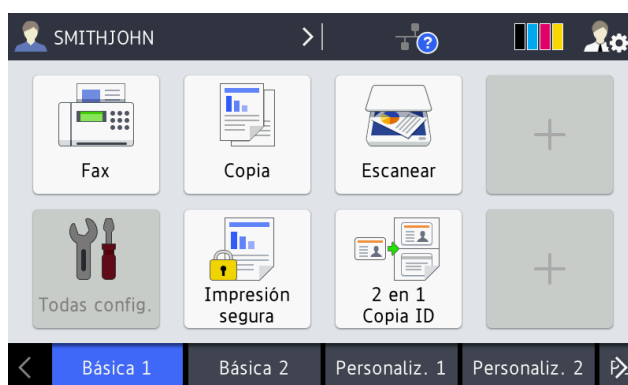 SMITHJOHN
Fax
Copia
Escanear
Todas config.
Impresión
segura
2 en 1
Copia ID
Básica 1
Básica 2
Personaliz. 1
Personaliz. 2